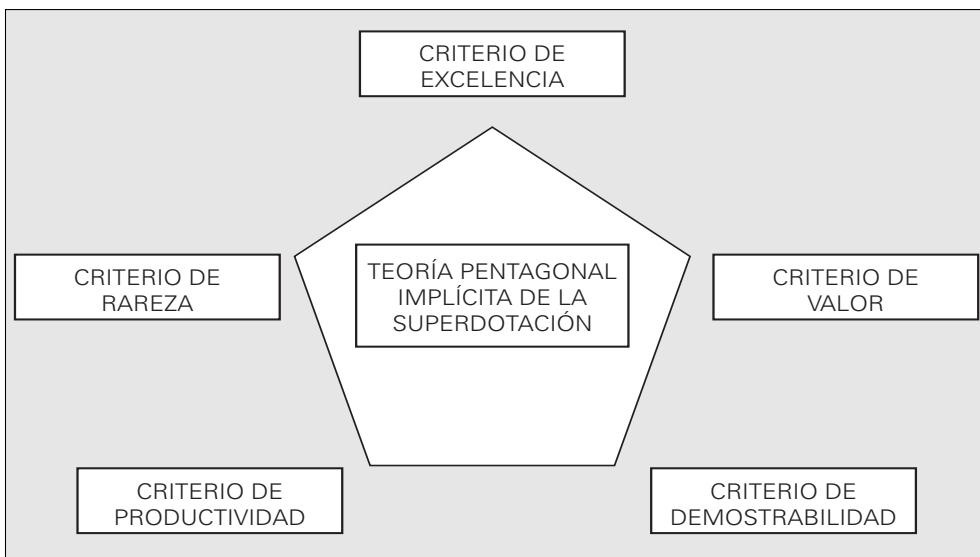 CRITERIO DE
EXCELENCIA
CRITERIO DE
RAREZA
TEORÍA PENTAGONAL
IMPLÍCITA DE LA
SUPERDOTACIÓN
CRITERIO DE
VALOR
CRITERIO DE
PRODUCTIVIDAD
CRITERIO DE
DEMOSTRABILIDAD